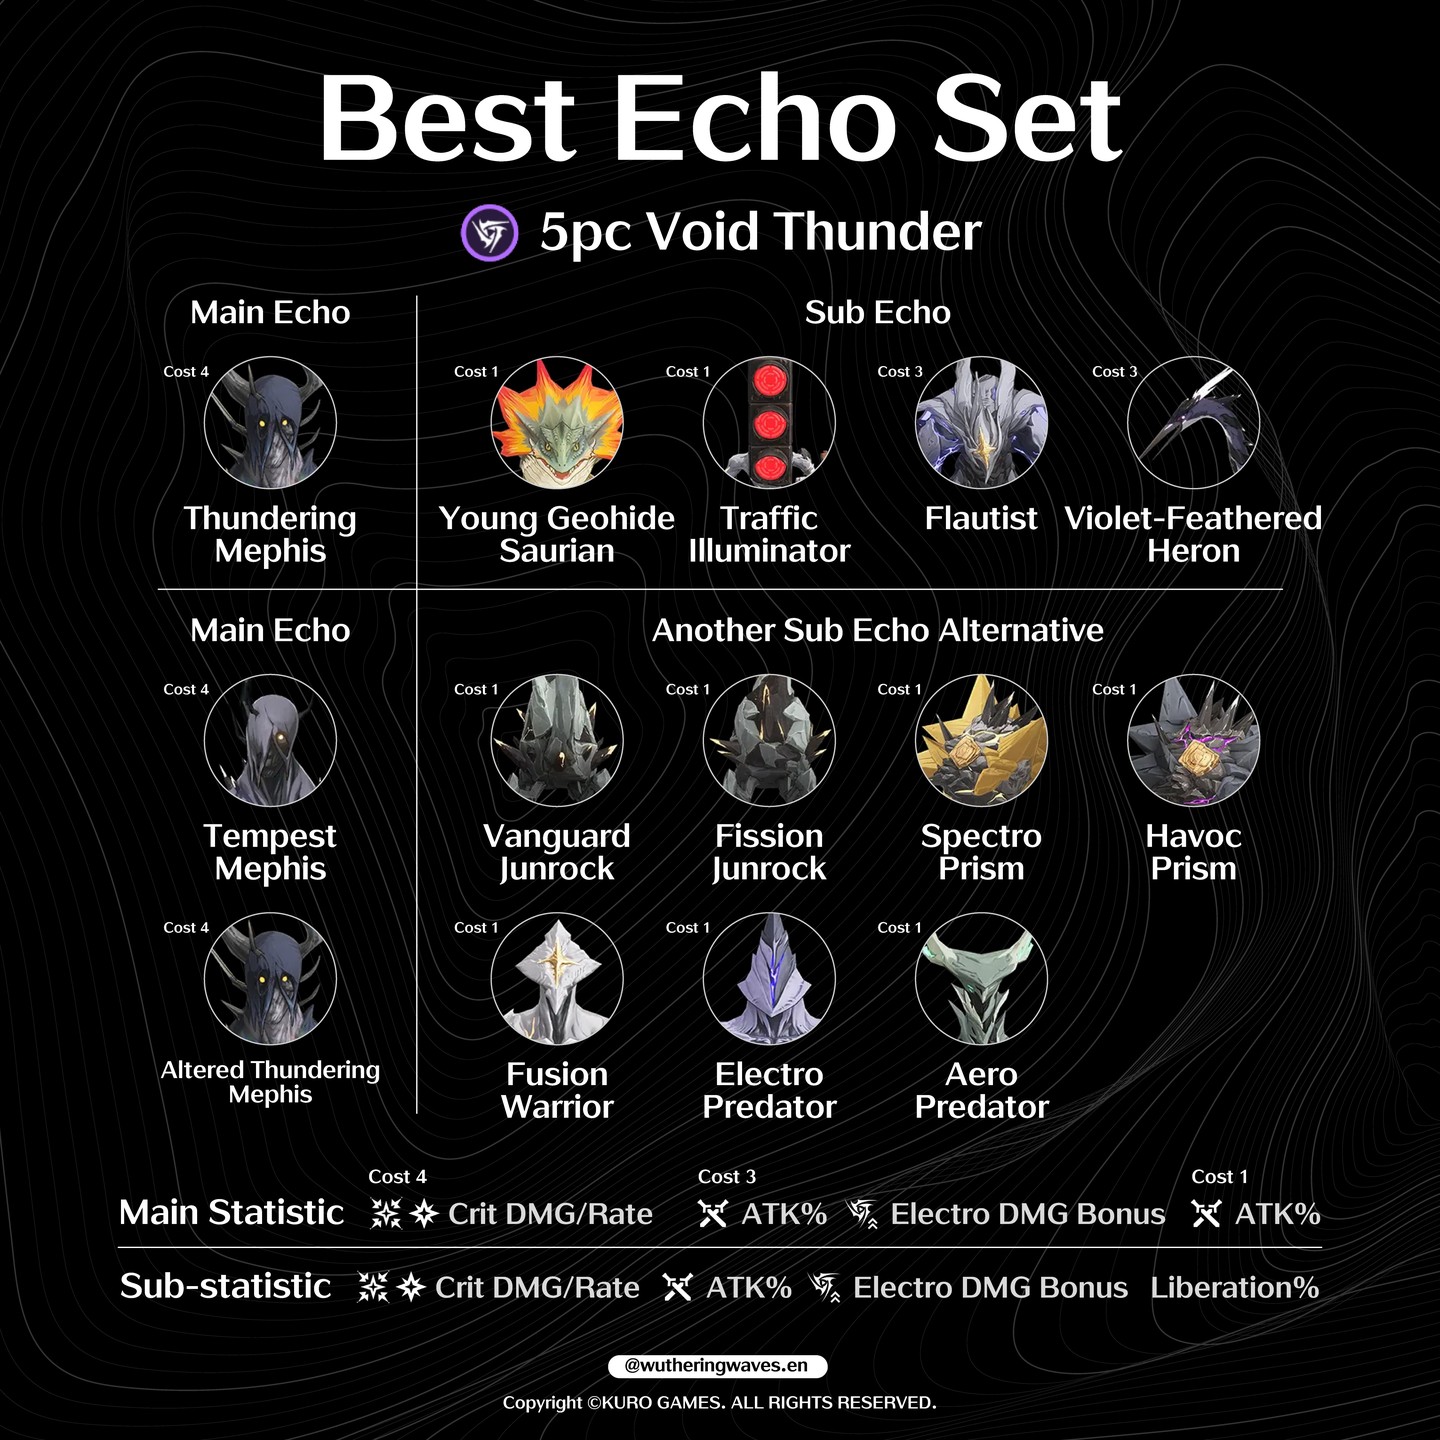 Best Echo Set
5pc Void Thunder
Main Echo
Sub Echo
Cost 4
Thundering
Mephis
Cost 1
Young Geohide
Saurian
Cost 1
Traffic
Illuminator
Cost 3
Flautist
Cost 3
Violet-Feathered
Heron
Main Echo
Another Sub Echo Alternative
Cost 4
Tempest
Mephis
Cost 1
Vanguard
Junrock
Cost 1
Fission
Junrock
Cost 1
Spectro
Prism
Cost 1
Havoc
Prism
Cost 4
Altered Thundering
Mephis
Cost 1
Fusion
Warrior
Cost 1
Electro
Predator
Cost 1
Aero
Predator
Cost 4 Cost 3 Cost 1
Main Statistic Crit DMG/Rate ATK% Electro DMG Bonus ATK%
Sub-statistic Crit DMG/Rate ATK% Electro DMG Bonus Liberation%
@wutheringwaves.en
Copyright ©KURO GAMES. ALL RIGHTS RESERVED.